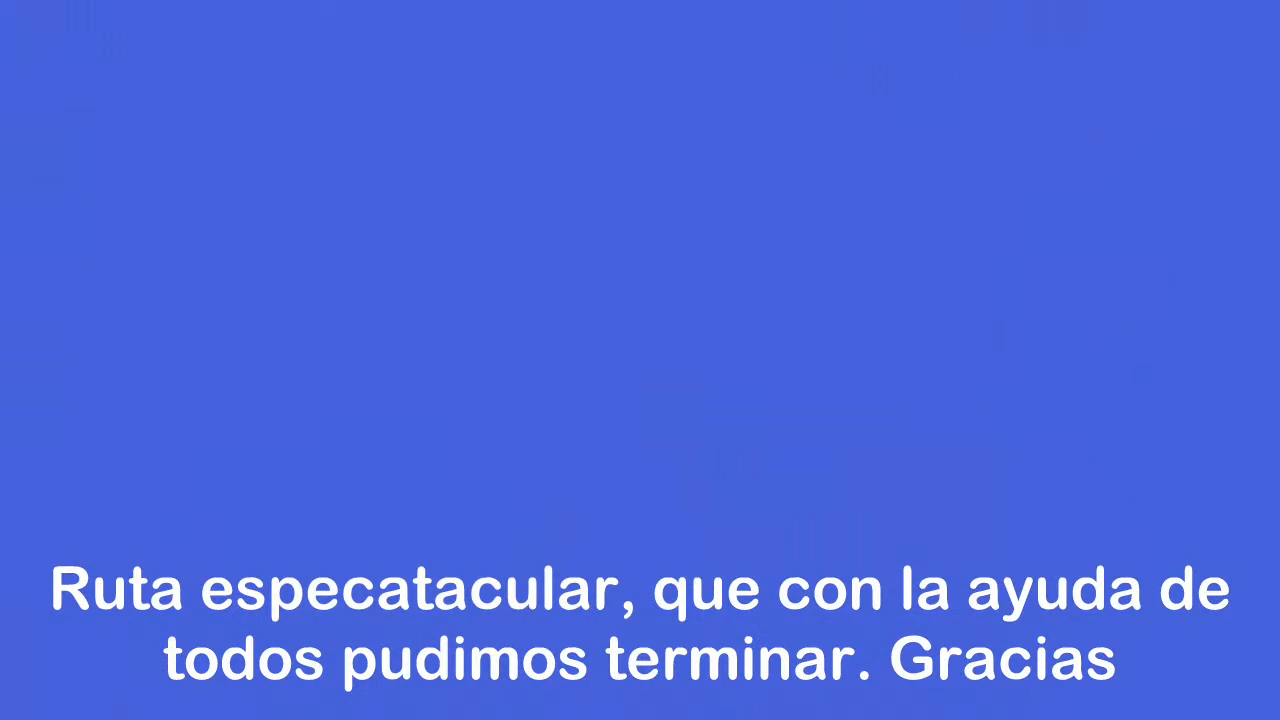 Ruta especatacular, que con la ayuda de
todos pudimos terminar. Gracias